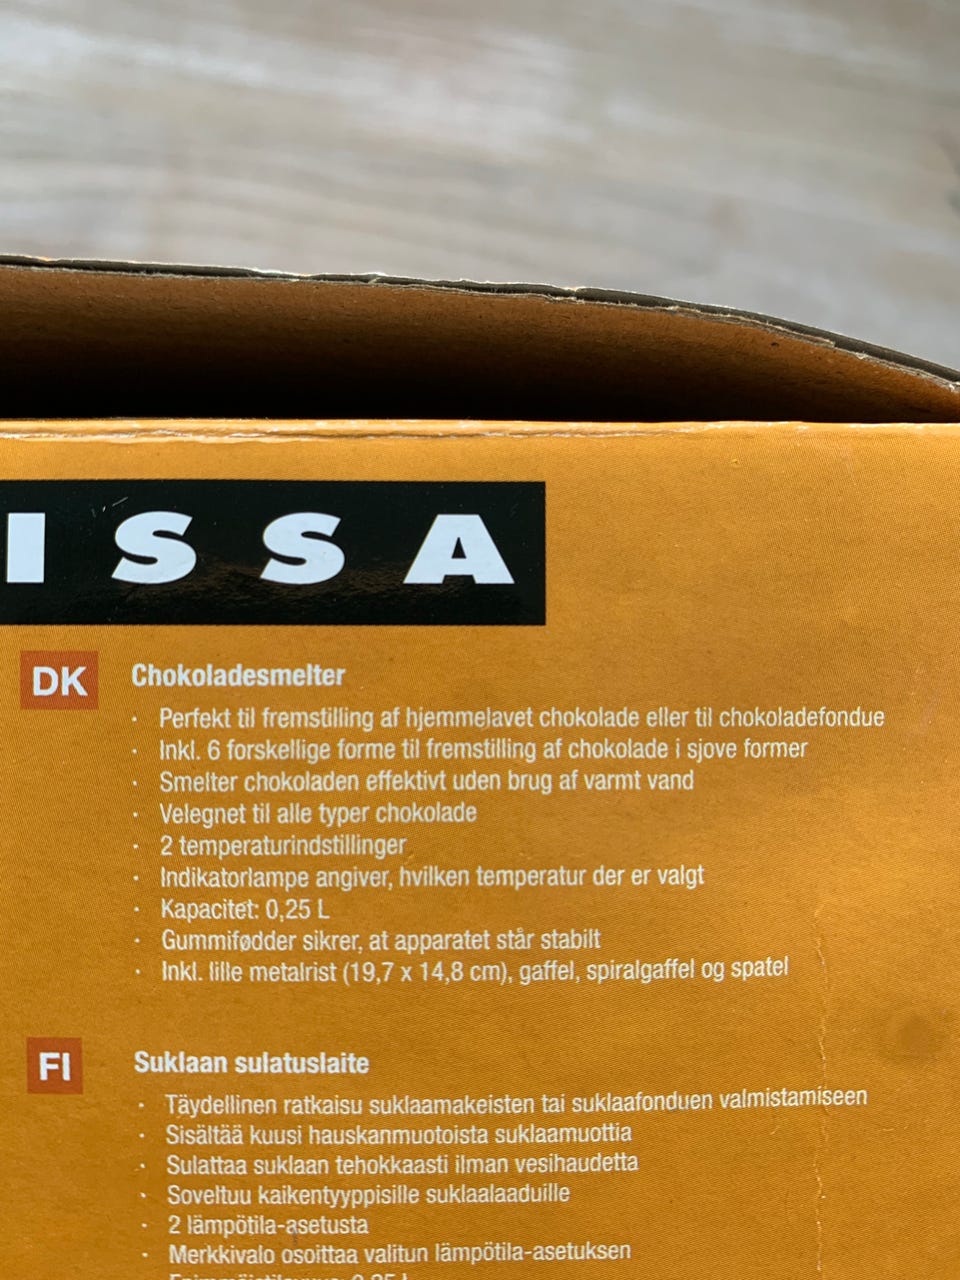 ISSA
DK
Chokoladesmelter
· Perfekt til fremstilling af hjemmelavet chokolade eller til chokoladefondue
· Inkl. 6 forskellige forme til fremstilling af chokolade i sjove former
· Smelter chokoladen effektivt uden brug af varmt vand
· Velegnet til alle typer chokolade
· 2 temperaturindstillinger
· Indikatorlampe angiver, hvilken temperatur der er valgt
· Kapacitet: 0,25 L
· Gummifødder sikrer, at apparatet står stabilt
· Inkl. lille metalrist (19,7 x 14,8 cm), gaffel, spiralgaffel og spatel
FI
Suklaan sulatuslaite
· Täydellinen ratkaisu suklaamakeisten tai suklaafonduen valmistamiseen
· Sisältää kuusi hauskanmuotoista suklaamuottia
· Sulattaa suklaan tehokkaasti ilman vesihaudetta
· Soveltuu kaikentyyppisille suklaalaaduille
· 2 lämpötila-asetusta
· Merkkivalo osoittaa valitun lämpötila-asetuksen